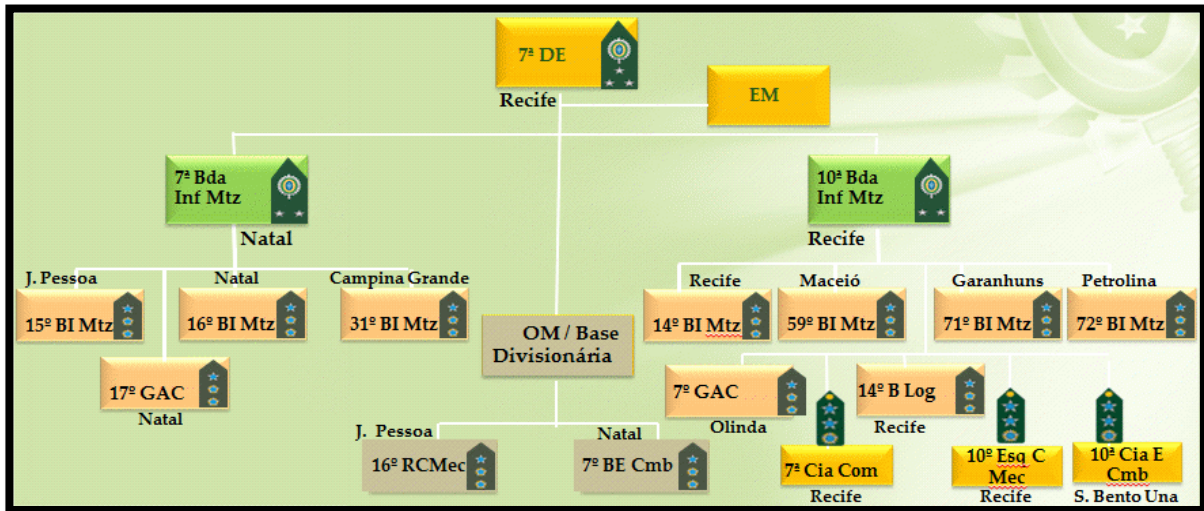 7ª DE
Recife
EM
7ª Bda
Inf Mtz
Natal
10ª Bda
Inf Mtz
Recife
J. Pessoa
15º BI Mtz
Natal
16º BI Mtz
Campina Grande
31º BI Mtz
17º GAC
Natal
OM / Base
Divisionária
J. Pessoa
16º RCMec
Natal
7º BE Cmb
Recife
14º BI Mtz
Maceió
59º BI Mtz
Garanhuns
71º BI Mtz
Petrolina
72º BI Mtz
7º GAC
Olinda
7ª Cia Com
Recife
14º B Log
Recife
10º Esq C
Mec
Recife
10ª Cia E
Cmb
S. Bento Una